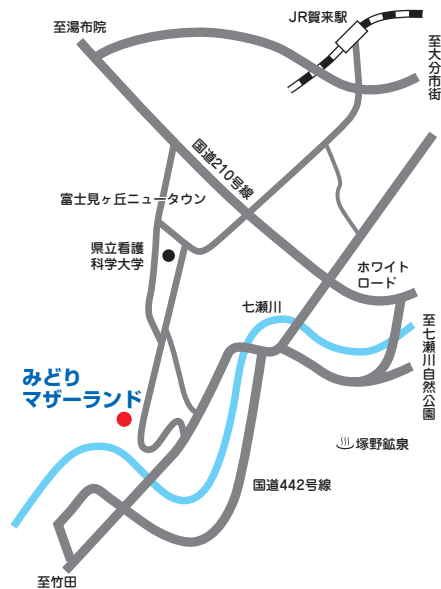 JR賀来駅
至湯布院
至大分市街
国道210号線
富士見ヶ丘ニュータウン
県立看護
科学大学
ホワイト
ロード
七瀬川
至七瀬川自然公園
みどり
マザーランド
塚野鉱泉
国道442号線
至竹田